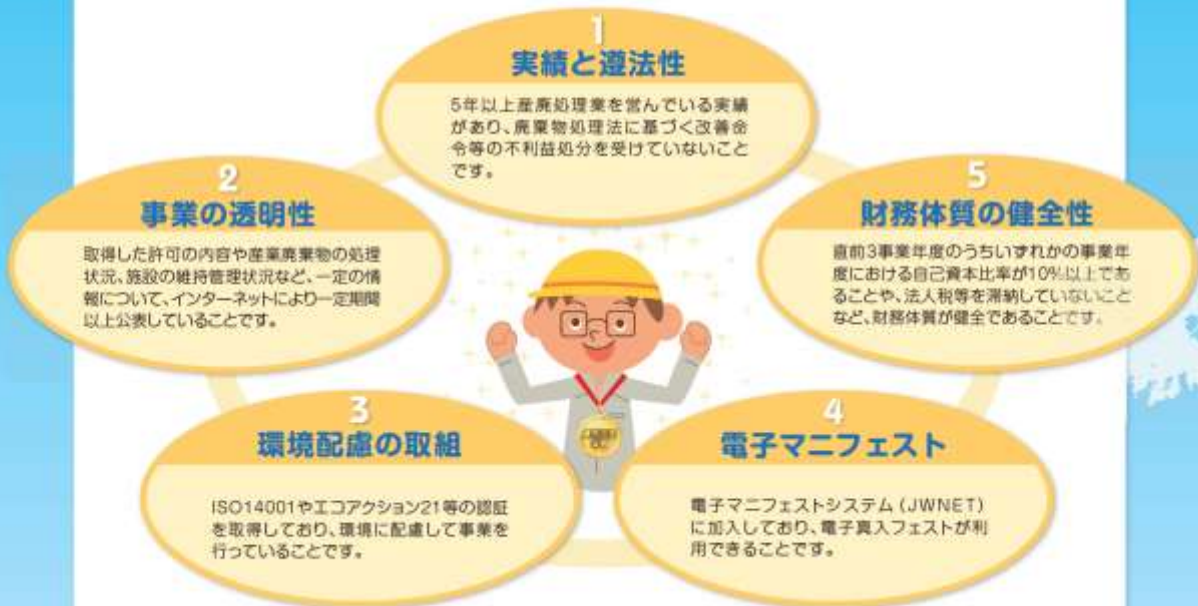 1
実績と遵法性
5年以上産廃処理業を営んでいる実績
があり、廃棄物処理法に基づく改善命
令等の不利益処分を受けていないこと
です。
2
事業の透明性
取得した許可の内容や産業廃棄物の処理
状況、施設の維持管理状況など、一定の情
報について、インターネットにより一定期間
以上公表していることです。
3
環境配慮の取組
ISO14001やエコアクション21等の認証
を取得しており、環境に配慮して事業を
行っていることです。
4
電子マニフェスト
電子マニフェストシステム(JWNET)
に加入しており、電子真入フェストが利
用できることです。
5
財務体質の健全性
直前3事業年度のうちいずれかの事業年
度における自己資本比率が10%以上であ
ることや、法人税等を滞納していないこと
など、財務体質が健全であることです。